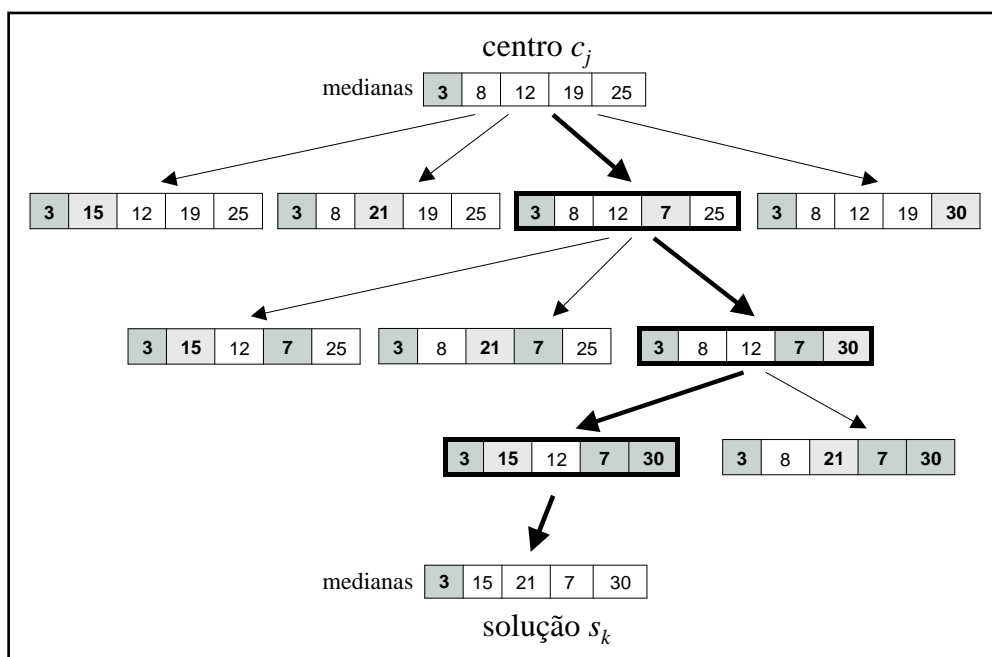 centro c_j
medianas 3 8 12 19 25
3 15 12 19 25 3 8 21 19 25 3 8 12 7 25 3 8 12 19 30
3 15 12 7 25 3 8 21 7 25 3 8 12 7 30
3 15 12 7 30 3 8 21 7 30
medianas 3 15 21 7 30
solução s_k